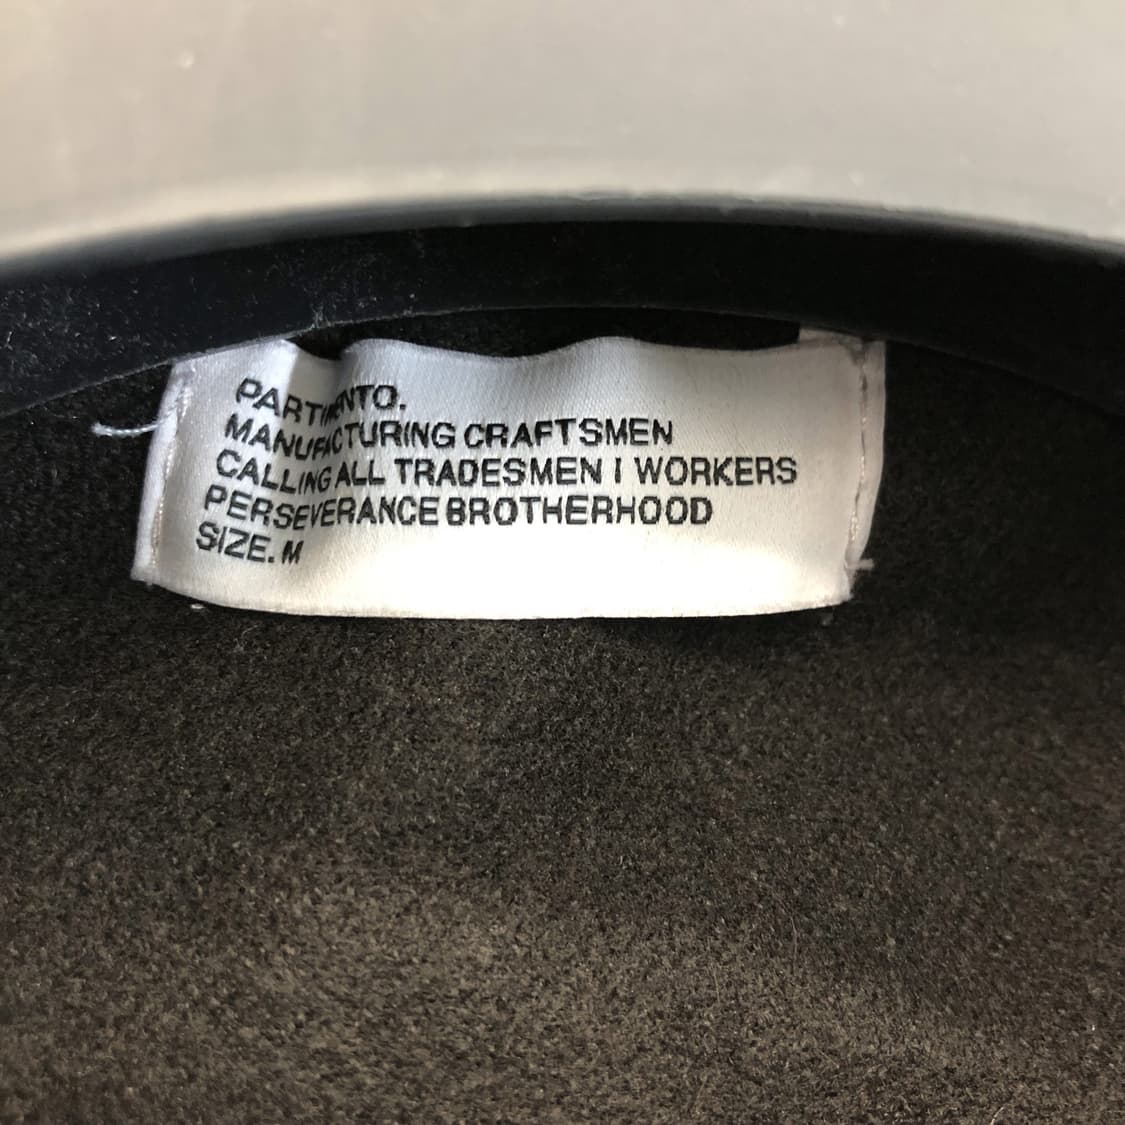 PARTIMENTO.
MANUFACTURING CRAFTSMEN
CALLING ALL TRADESMEN I WORKERS
PERSEVERANCE BROTHERHOOD
SIZE. M